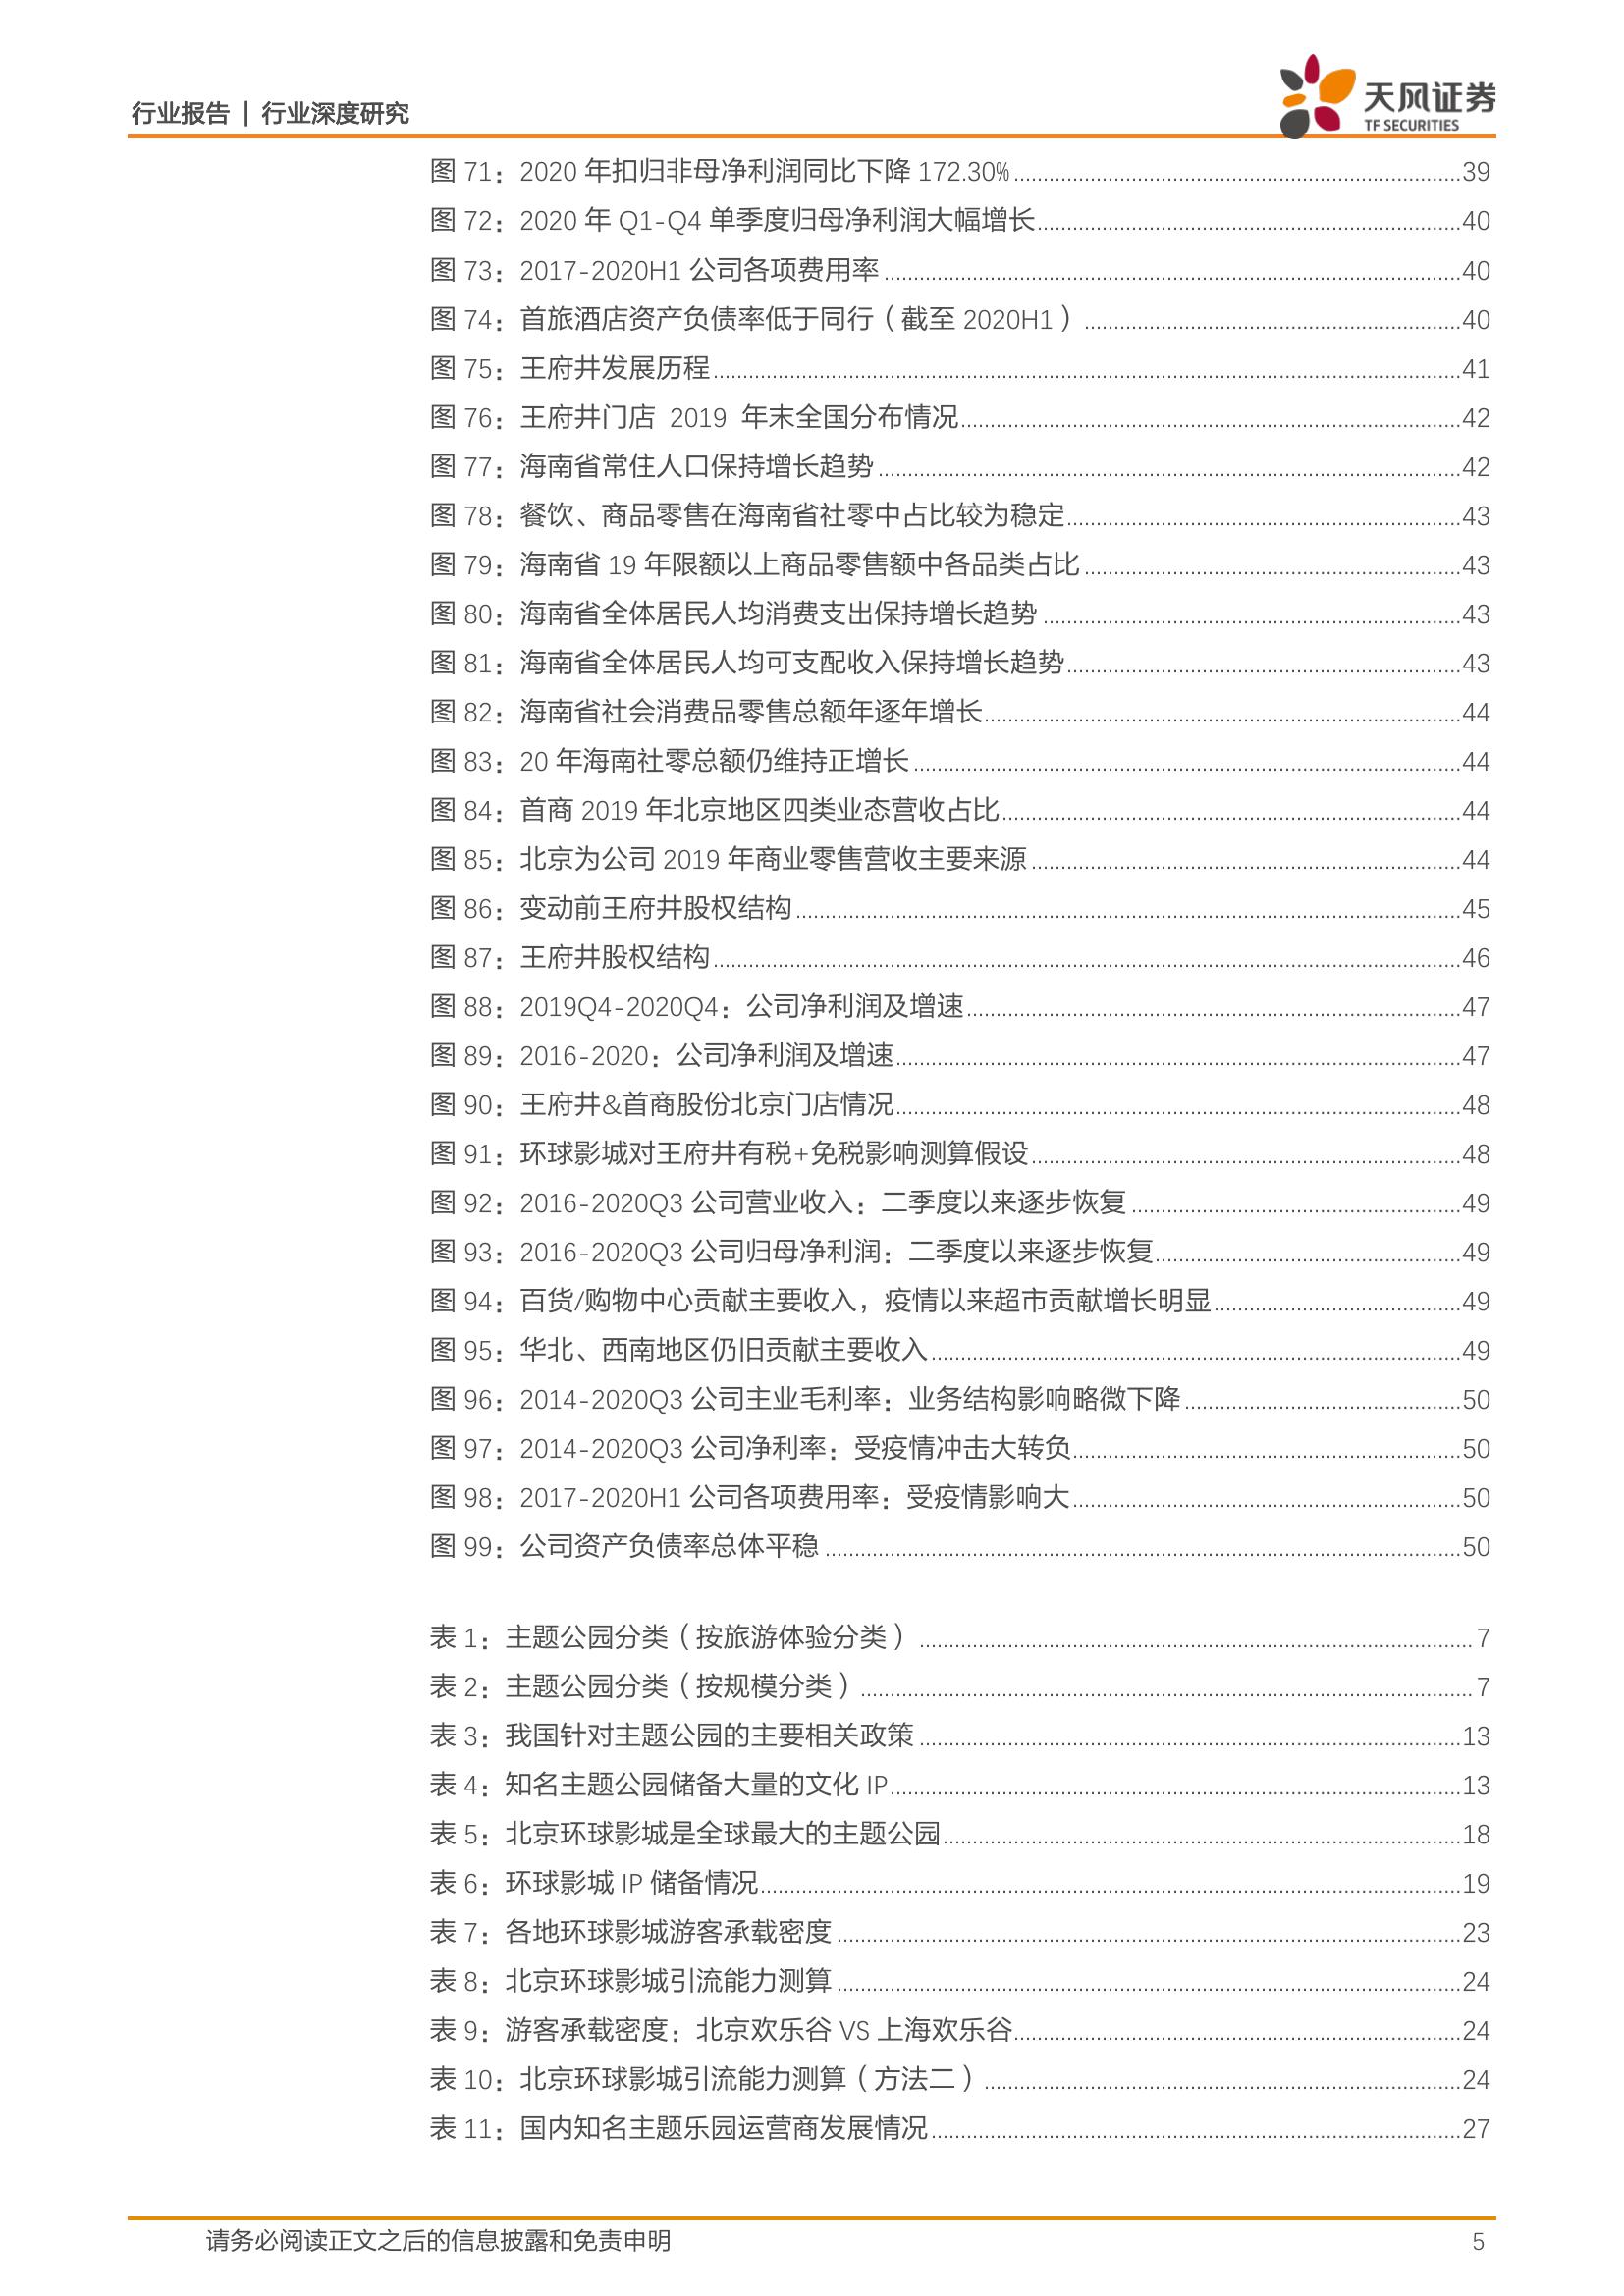 行业报告 | 行业深度研究
天风证券
TF SECURITIES
图 71：2020 年扣归非母净利润同比下降 172.30%....................39
图 72：2020 年 Q1-Q4 单季度归母净利润大幅增长....................40
图 73：2017-2020H1 公司各项费用率....................40
图 74：首旅酒店资产负债率低于同行（截至 2020H1）....................40
图 75：王府井发展历程....................41
图 76：王府井门店 2019 年末全国分布情况....................42
图 77：海南省常住人口保持增长趋势....................42
图 78：餐饮、商品零售在海南省社零中占比较为稳定....................43
图 79：海南省 19 年限额以上商品零售额中各品类占比....................43
图 80：海南省全体居民人均消费支出保持增长趋势....................43
图 81：海南省全体居民人均可支配收入保持增长趋势....................43
图 82：海南省社会消费品零售总额年逐年增长....................44
图 83：20 年海南社零总额仍维持正增长....................44
图 84：首商 2019 年北京地区四类业态营收占比....................44
图 85：北京为公司 2019 年商业零售营收主要来源....................44
图 86：变动前王府井股权结构....................45
图 87：王府井股权结构....................46
图 88：2019Q4-2020Q4：公司净利润及增速....................47
图 89：2016-2020：公司净利润及增速....................47
图 90：王府井&首商股份北京门店情况....................48
图 91：环球影城对王府井有税+免税影响测算假设....................48
图 92：2016-2020Q3 公司营业收入：二季度以来逐步恢复....................49
图 93：2016-2020Q3 公司归母净利润：二季度以来逐步恢复....................49
图 94：百货/购物中心贡献主要收入，疫情以来超市贡献增长明显....................49
图 95：华北、西南地区仍旧贡献主要收入....................49
图 96：2014-2020Q3 公司主业毛利率：业务结构影响略微下降....................50
图 97：2014-2020Q3 公司净利率：受疫情冲击大转负....................50
图 98：2017-2020H1 公司各项费用率：受疫情影响大....................50
图 99：公司资产负债率总体平稳....................50
表 1：主题公园分类（按旅游体验分类）....................7
表 2：主题公园分类（按规模分类）....................7
表 3：我国针对主题公园的主要相关政策....................13
表 4：知名主题公园储备大量的文化 IP....................13
表 5：北京环球影城是全球最大的主题公园....................18
表 6：环球影城 IP 储备情况....................19
表 7：各地环球影城游客承载密度....................23
表 8：北京环球影城引流能力测算....................24
表 9：游客承载密度：北京欢乐谷 VS 上海欢乐谷....................24
表 10：北京环球影城引流能力测算（方法二）....................24
表 11：国内知名主题乐园运营商发展情况....................27
请务必阅读正文之后的信息披露和免责申明
5